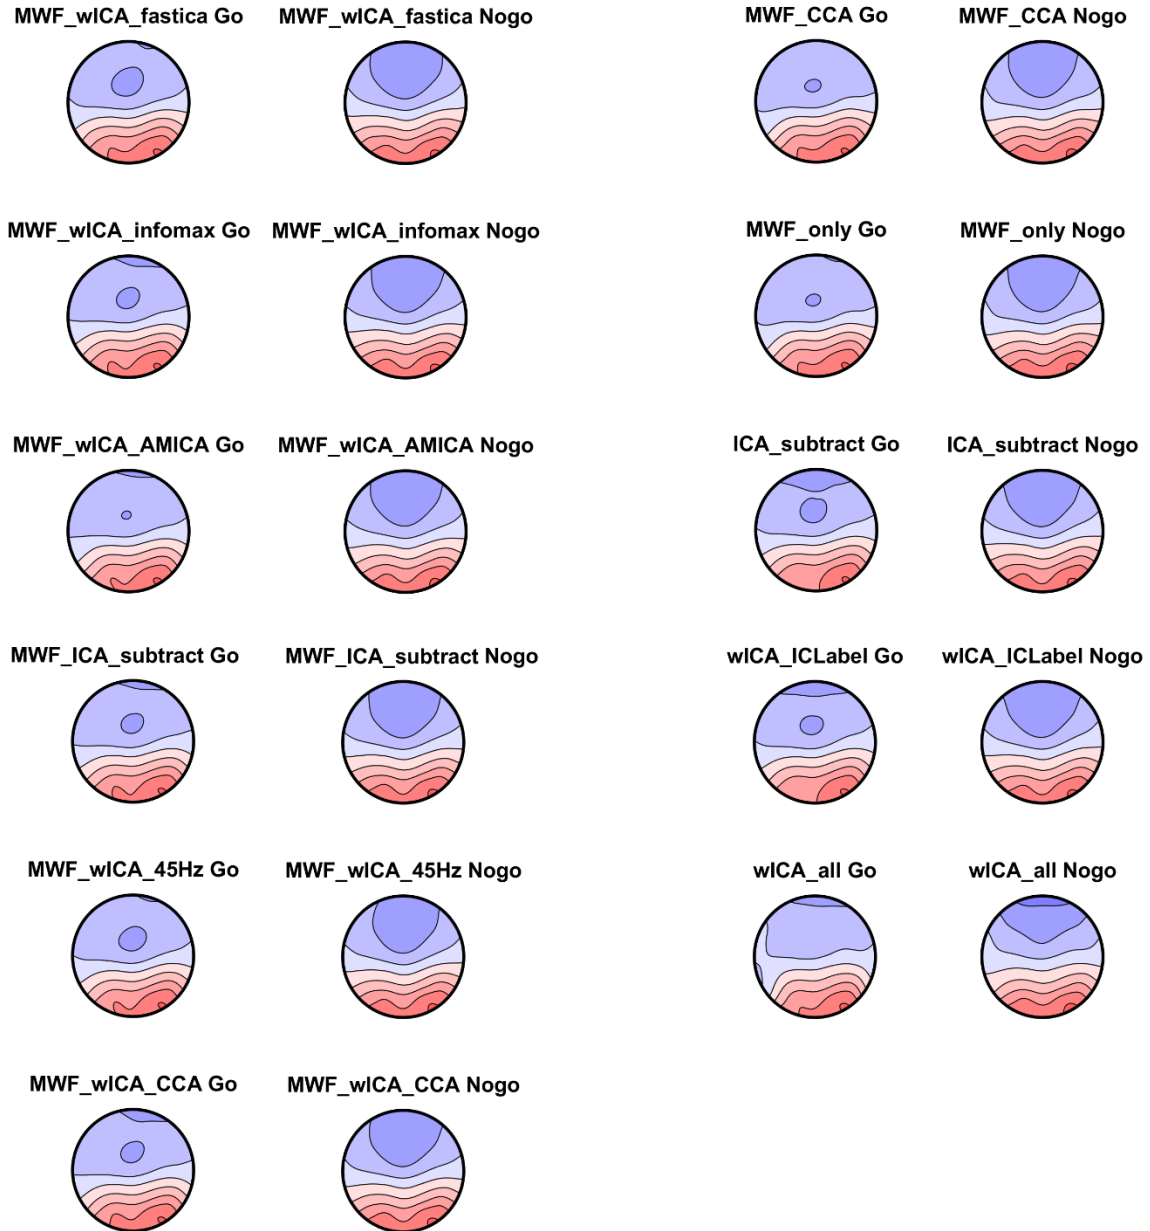 MWF_wICA_fastica Go
MWF_wICA_fastica Nogo
MWF_CCA Go
MWF_CCA Nogo
MWF_wICA_infomax Go
MWF_wICA_infomax Nogo
MWF_only Go
MWF_only Nogo
MWF_wICA_AMICA Go
MWF_wICA_AMICA Nogo
ICA_subtract Go
ICA_subtract Nogo
MWF_ICA_subtract Go
MWF_ICA_subtract Nogo
wICA_ICLabel Go
wICA_ICLabel Nogo
MWF_wICA_45Hz Go
MWF_wICA_45Hz Nogo
wICA_all Go
wICA_all Nogo
MWF_wICA_CCA Go
MWF_wICA_CCA Nogo